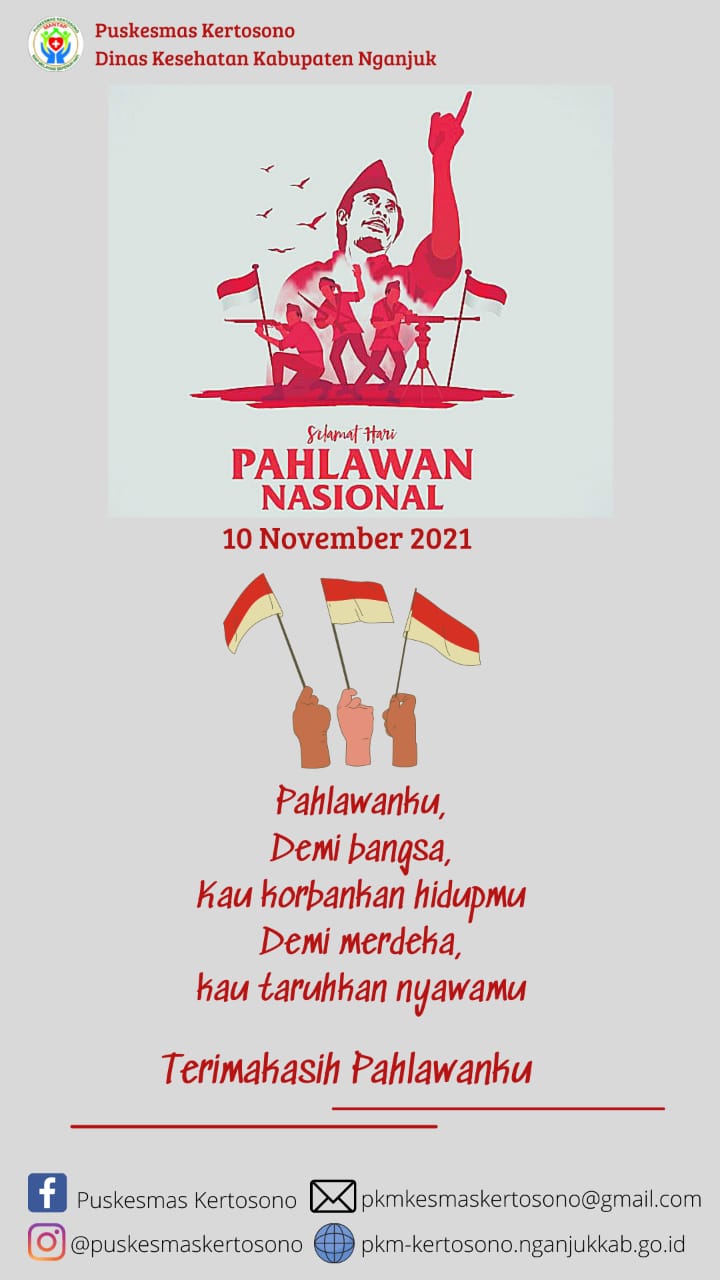 Puskesmas Kertosono
Dinas Kesehatan Kabupaten Nganjuk
Selamat Hari
PAHLAWAN
NASIONAL
10 November 2021
Pahlawanku,
Demi bangsa,
Kau korbankan hidupmu
Demi merdeka,
kau taruhkan nyawamu
Terimakasih Pahlawanku
Puskesmas Kertosono
pkmkesmaskertosono@gmail.com
@puskesmaskertosono
pkm-kertosono.nganjukkab.go.id